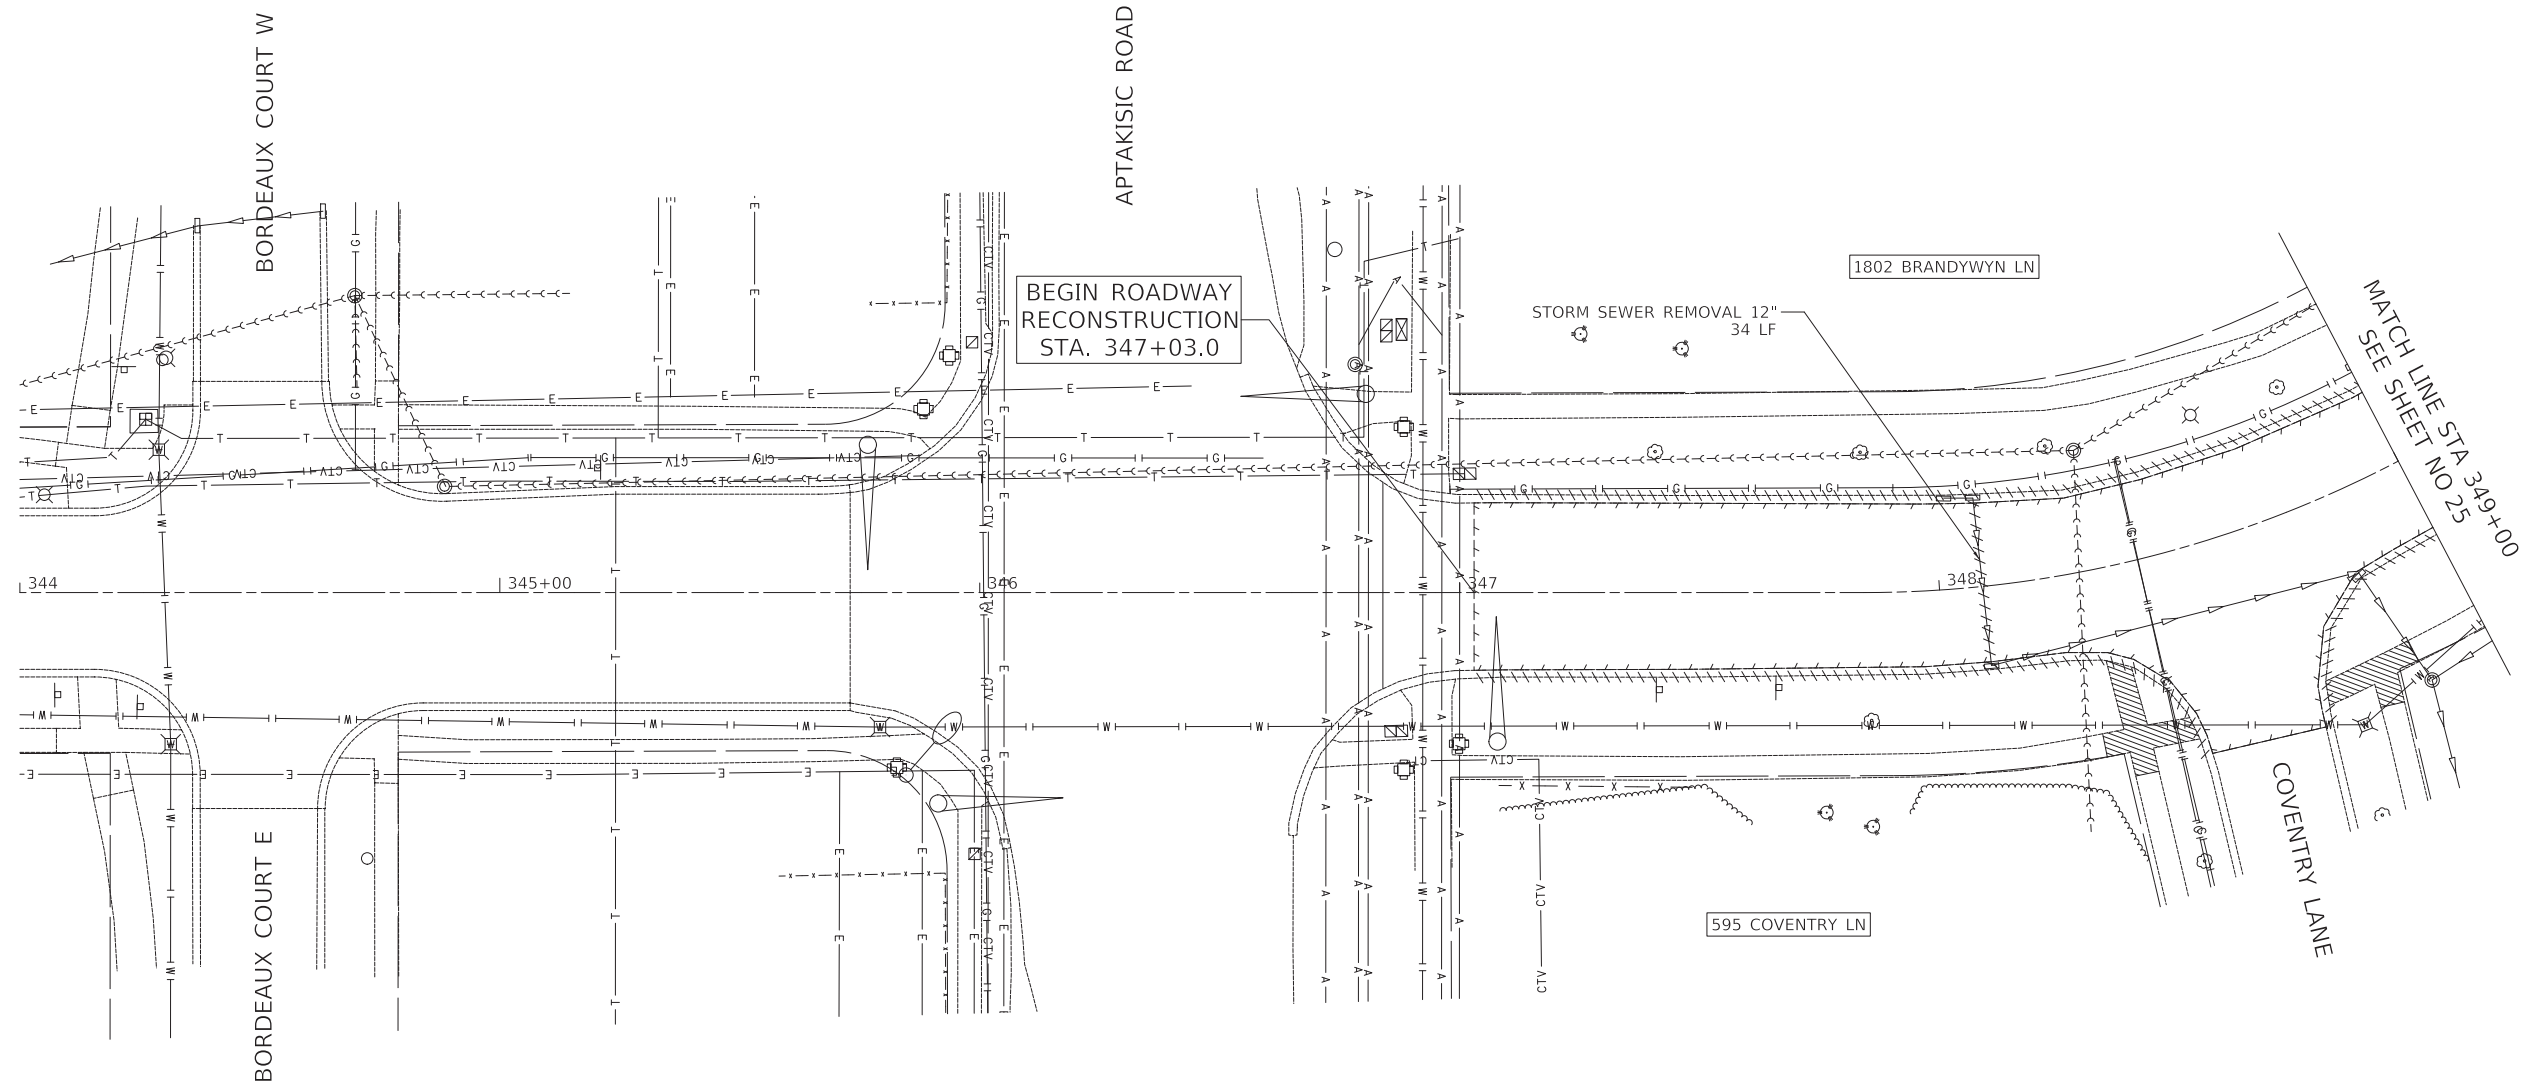 BORDEAUX COURT W
APTAKISIC ROAD
BEGIN ROADWAY
RECONSTRUCTION
STA. 347+03.0
STORM SEWER REMOVAL 12"
34 LF
1802 BRANDYWYN LN
MATCH LINE STA 349+00
SEE SHEET NO 25
344
345+00
346
347
348
BORDEAUX COURT E
595 COVENTRY LN
COVENTRY LANE